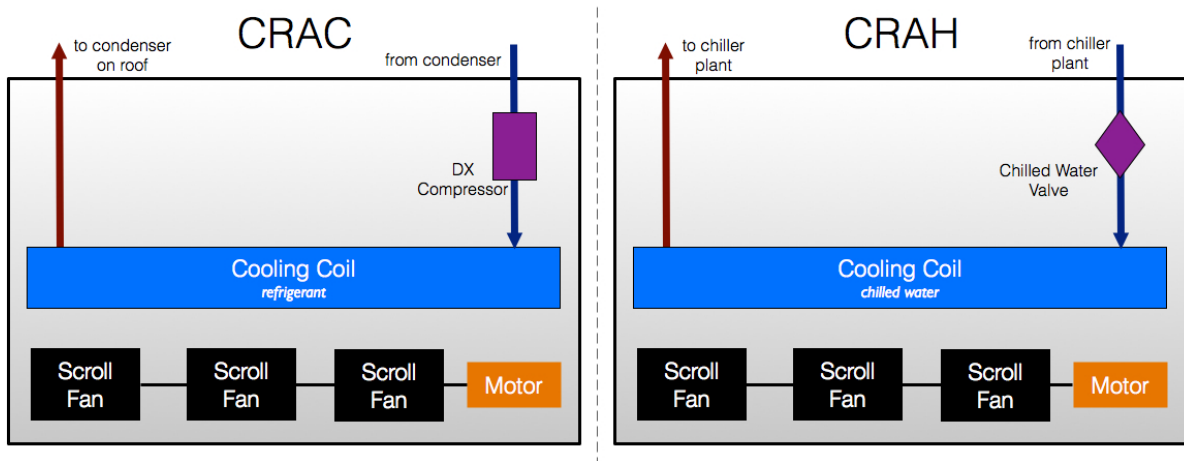 CRAC
to condenser
on roof
from condenser
DX
Compressor
Cooling Coil
refrigerant
Scroll
Fan
Scroll
Fan
Scroll
Fan
Motor
CRAH
to chiller
plant
from chiller
plant
Chilled Water
Valve
Cooling Coil
chilled water
Scroll
Fan
Scroll
Fan
Scroll
Fan
Motor